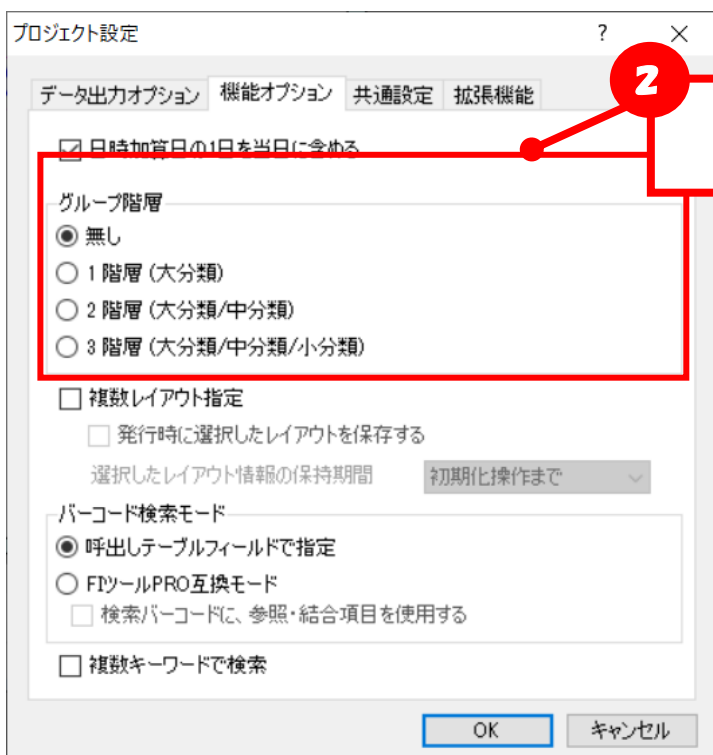 プロジェクト設定 ? ×
2
データ出力オプション 機能オプション 共通設定 拡張機能
日時加算日の1日を当日に含める
グループ階層
無し
1 階層 (大分類)
2 階層 (大分類/中分類)
3 階層 (大分類/中分類/小分類)
複数レイアウト指定
発行時に選択したレイアウトを保存する
選択したレイアウト情報の保持期間 初期化操作まで
バーコード検索モード
呼出しテーブルフィールドで指定
FIツールPRO互換モード
検索バーコードに、参照・結合項目を使用する
複数キーワードで検索
OK キャンセル